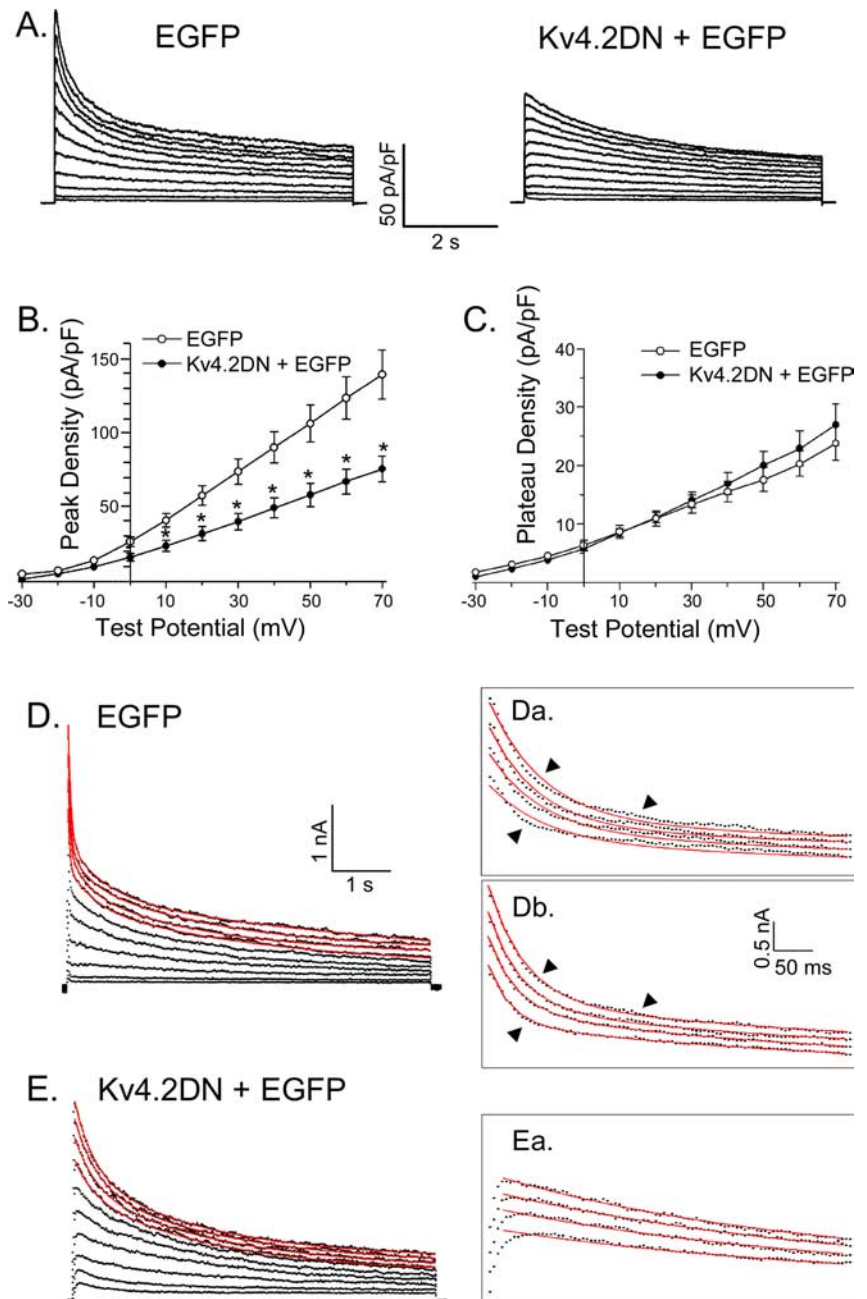 A.
EGFP
Kv4.2DN + EGFP
50 pA/pF
2 s
B.
Peak Density (pA/pF)
EGFP
Kv4.2DN + EGFP
150
100
50
*
*
*
*
*
*
*
-30
-10
10
30
50
70
Test Potential (mV)
C.
Plateau Density (pA/pF)
EGFP
Kv4.2DN + EGFP
40
30
20
10
-30
-10
10
30
50
70
Test Potential (mV)
D.
EGFP
1 nA
1 s
Da.
Db.
0.5 nA
50 ms
E.
Kv4.2DN + EGFP
Ea.